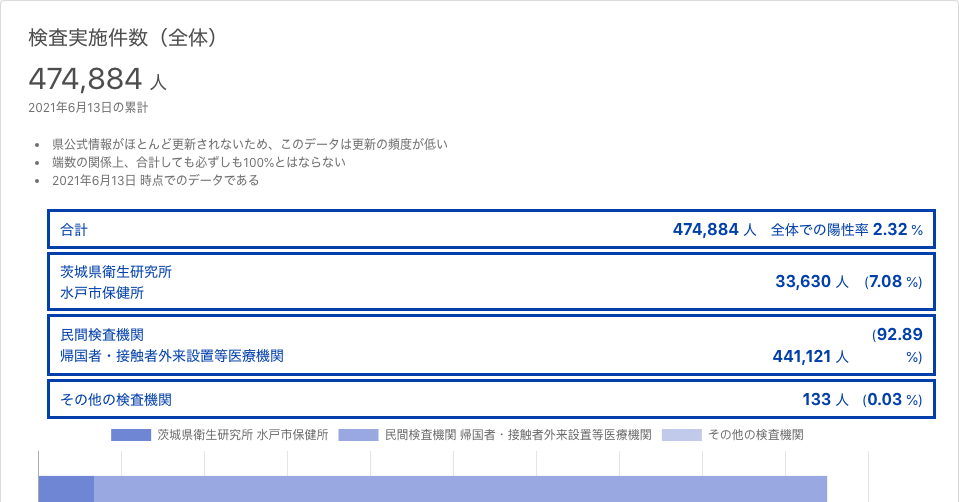 検査実施件数（全体）
474,884 人
2021年6月13日の累計
• 県公式情報がほとんど更新されないため、このデータは更新の頻度が低い
• 端数の関係上、合計しても必ずしも100%とはならない
• 2021年6月13日 時点でのデータである
合計 474,884 人 全体での陽性率 2.32 %
茨城県衛生研究所
水戸市保健所 33,630 人 (7.08 %)
民間検査機関 (92.89
帰国者・接触者外来設置等医療機関 441,121 人 %)
その他の検査機関 133 人 (0.03 %)
茨城県衛生研究所 水戸市保健所 民間検査機関 帰国者・接触者外来設置等医療機関 その他の検査機関